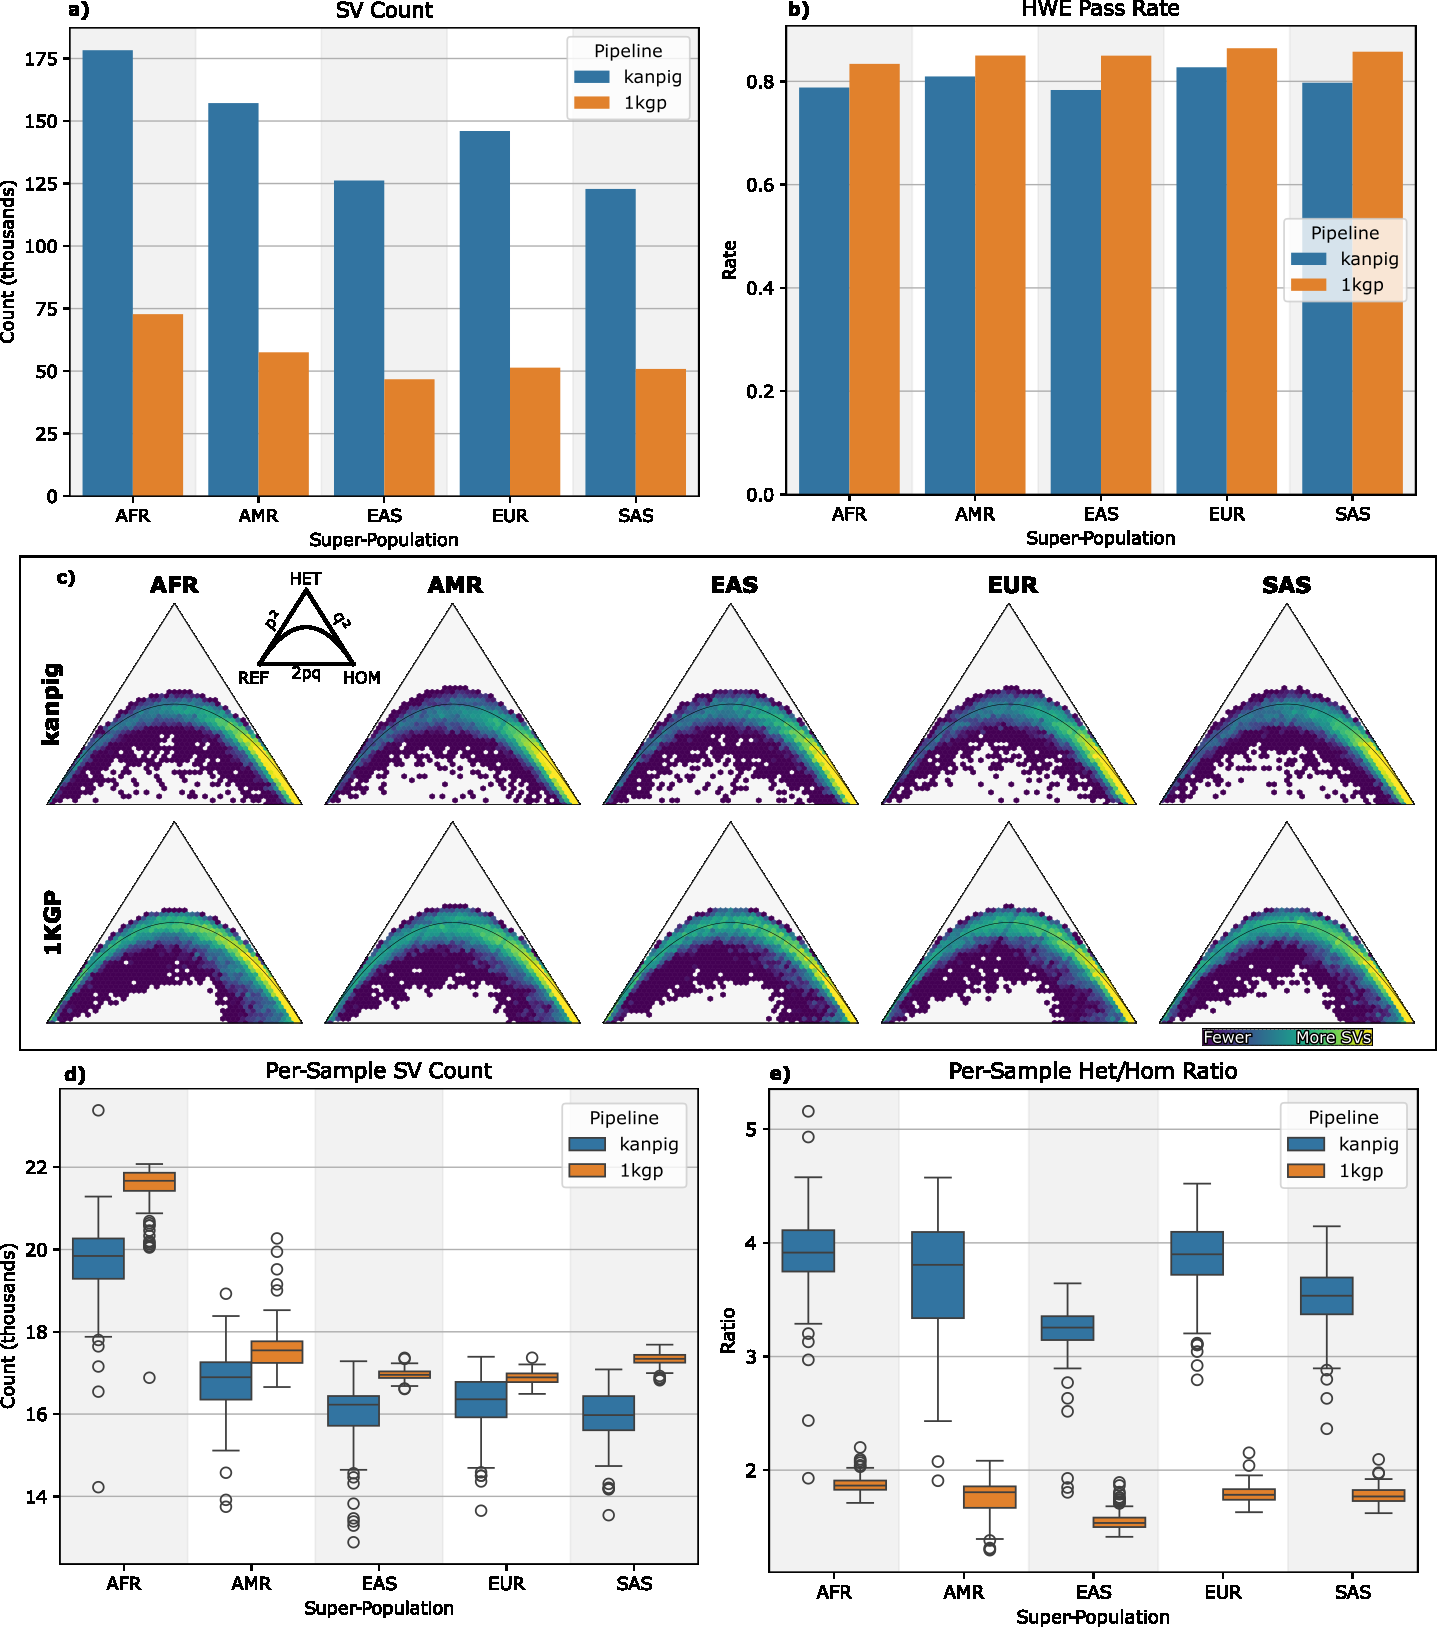 a)
SV Count
175
150
125
100
75
50
25
0
Count (thousands)
Pipeline
kanpig
1kgp
AFR AMR EAS EUR SAS
Super-Population
b)
HWE Pass Rate
0.8
0.6
0.4
0.2
0.0
Rate
Pipeline
kanpig
1kgp
AFR AMR EAS EUR SAS
Super-Population
c)
AFR AMR EAS EUR SAS
HET
p²
q²
REF 2pq HOM
kanpig
1KGP
Fewer More SVs
d)
Per-Sample SV Count
22
20
18
16
14
Count (thousands)
Pipeline
kanpig
1kgp
AFR AMR EAS EUR SAS
Super-Population
e)
Per-Sample Het/Hom Ratio
5
4
3
2
Ratio
Pipeline
kanpig
1kgp
AFR AMR EAS EUR SAS
Super-Population